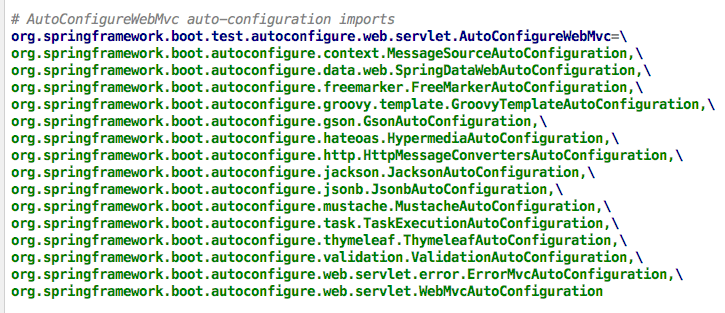 # AutoConfigureWebMvc auto-configuration imports
org.springframework.boot.test.autoconfigure.web.servlet.AutoConfigureWebMvc=\
org.springframework.boot.autoconfigure.context.MessageSourceAutoConfiguration,\
org.springframework.boot.autoconfigure.data.web.SpringDataWebAutoConfiguration,\
org.springframework.boot.autoconfigure.freemarker.FreeMarkerAutoConfiguration,\
org.springframework.boot.autoconfigure.groovy.template.GroovyTemplateAutoConfiguration,\
org.springframework.boot.autoconfigure.gson.GsonAutoConfiguration,\
org.springframework.boot.autoconfigure.hateoas.HypermediaAutoConfiguration,\
org.springframework.boot.autoconfigure.http.HttpMessageConvertersAutoConfiguration,\
org.springframework.boot.autoconfigure.jackson.JacksonAutoConfiguration,\
org.springframework.boot.autoconfigure.jsonb.JsonbAutoConfiguration,\
org.springframework.boot.autoconfigure.mustache.MustacheAutoConfiguration,\
org.springframework.boot.autoconfigure.task.TaskExecutionAutoConfiguration,\
org.springframework.boot.autoconfigure.thymeleaf.ThymeleafAutoConfiguration,\
org.springframework.boot.autoconfigure.validation.ValidationAutoConfiguration,\
org.springframework.boot.autoconfigure.web.servlet.error.ErrorMvcAutoConfiguration,\
org.springframework.boot.autoconfigure.web.servlet.WebMvcAutoConfiguration